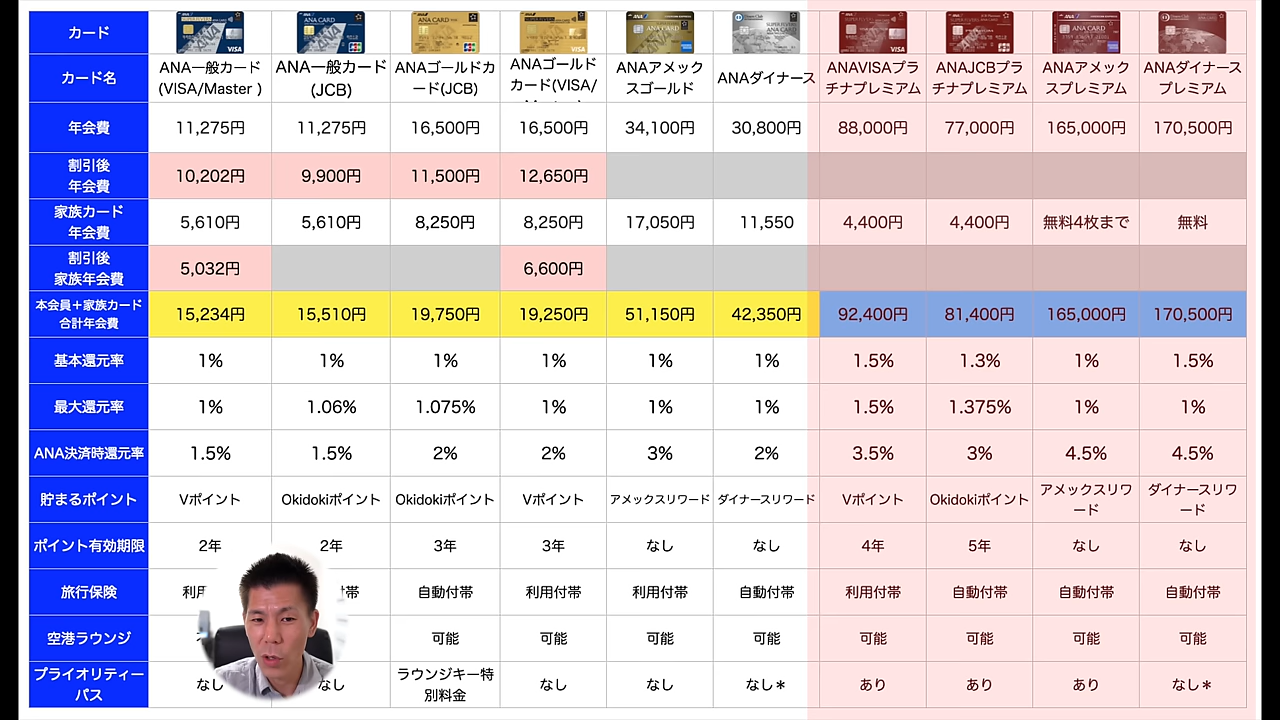 カード
ANA一般カード
(VISA/Master )
ANA一般カード
(JCB)
ANAゴールドカ
ード(JCB)
ANAゴールド
カード(VISA/
ANAアメック
スゴールド
ANAダイナース
ANAVISAプラ
チナプレミアム
ANAJCBプラ
チナプレミアム
ANAアメック
スプレミアム
ANAダイナース
プレミアム
カード名
年会費 11,275円 11,275円 16,500円 16,500円 34,100円 30,800円 88,000円 77,000円 165,000円 170,500円
割引後
年会費
10,202円 9,900円 11,500円 12,650円
家族カード
年会費
5,610円 5,610円 8,250円 8,250円 17,050円 11,550 4,400円 4,400円 無料4枚まで 無料
割引後
家族年会費
5,032円 6,600円
本会員+家族カード
合計年会費
15,234円 15,510円 19,750円 19,250円 51,150円 42,350円 92,400円 81,400円 165,000円 170,500円
基本還元率 1% 1% 1% 1% 1% 1% 1.5% 1.3% 1% 1.5%
最大還元率 1% 1.06% 1.075% 1% 1% 1% 1.5% 1.375% 1% 1%
ANA決済時還元率 1.5% 1.5% 2% 2% 3% 2% 3.5% 3% 4.5% 4.5%
貯まるポイント Vポイント Okidokiポイント Okidokiポイント Vポイント アメックスリワード ダイナースリワード Vポイント Okidokiポイント
アメックスリワ
ード
ダイナースリワ
ード
ポイント有効期限 2年 2年 3年 3年 なし なし 4年 5年 なし なし
旅行保険 利用 帯 自動付帯 利用付帯 利用付帯 自動付帯 利用付帯 自動付帯 自動付帯 自動付帯
空港ラウンジ 可能 可能 可能 可能 可能 可能 可能 可能
プライオリティー
パス
なし なし
ラウンジキー特
別料金
なし なし なし＊ あり あり あり なし＊